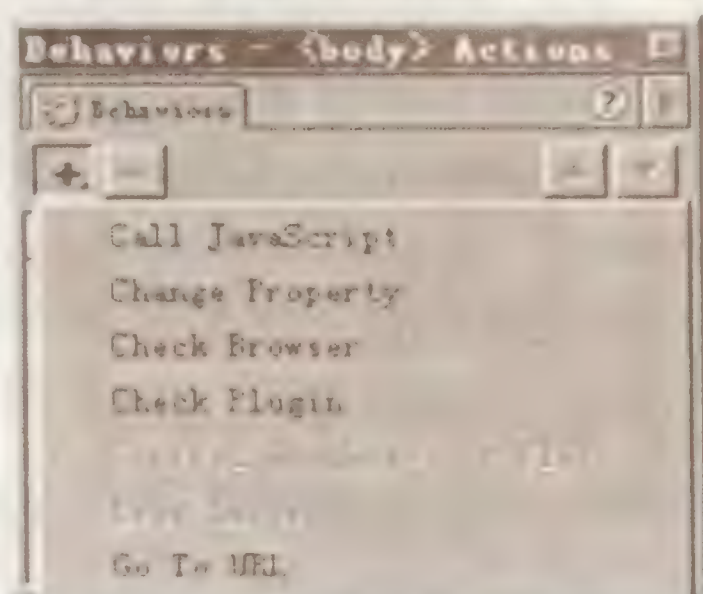 Behaviors - <body> Actions
Behaviors
?
Call JavaScript
Change Property
Check Browser
Check Plugin
Go To URL